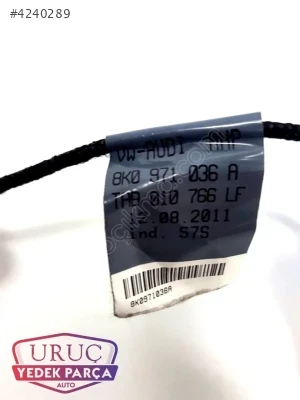 #4240289
VW-AUDI AMP
8K0 971 036 A
TAB 010 766 LF
12.08.2011
ind. 57S
8K0971036A
URUÇ
YEDEK PARÇA
AUTO